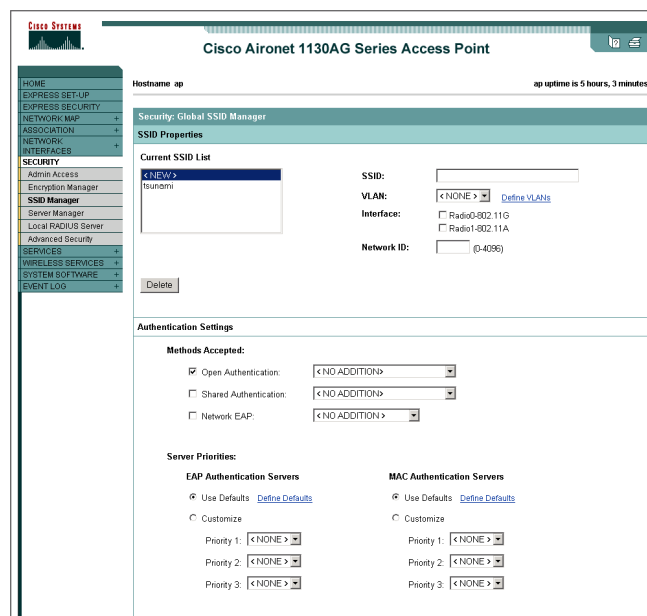 CISCO SYSTEMS
Cisco Aironet 1130AG Series Access Point
HOME
EXPRESS SET-UP
EXPRESS SECURITY
NETWORK MAP +
ASSOCIATION +
NETWORK
INTERFACES +
SECURITY
Admin Access
Encryption Manager
SSID Manager
Server Manager
Local RADIUS Server
Advanced Security
SERVICES +
WIRELESS SERVICES +
SYSTEM SOFTWARE +
EVENT LOG +
Hostname ap
ap uptime is 5 hours, 3 minutes
Security: Global SSID Manager
SSID Properties
Current SSID List
< NEW >
tsunami
Delete
SSID:
VLAN: < NONE > Define VLANs
Interface: Radio0-802.11G
Radio1-802.11A
Network ID: (0-4096)
Authentication Settings
Methods Accepted:
Open Authentication: < NO ADDITION>
Shared Authentication: < NO ADDITION>
Network EAP: < NO ADDITION >
Server Priorities:
EAP Authentication Servers
Use Defaults Define Defaults
Customize
Priority 1: < NONE >
Priority 2: < NONE >
Priority 3: < NONE >
MAC Authentication Servers
Use Defaults Define Defaults
Customize
Priority 1: < NONE >
Priority 2: < NONE >
Priority 3: < NONE >